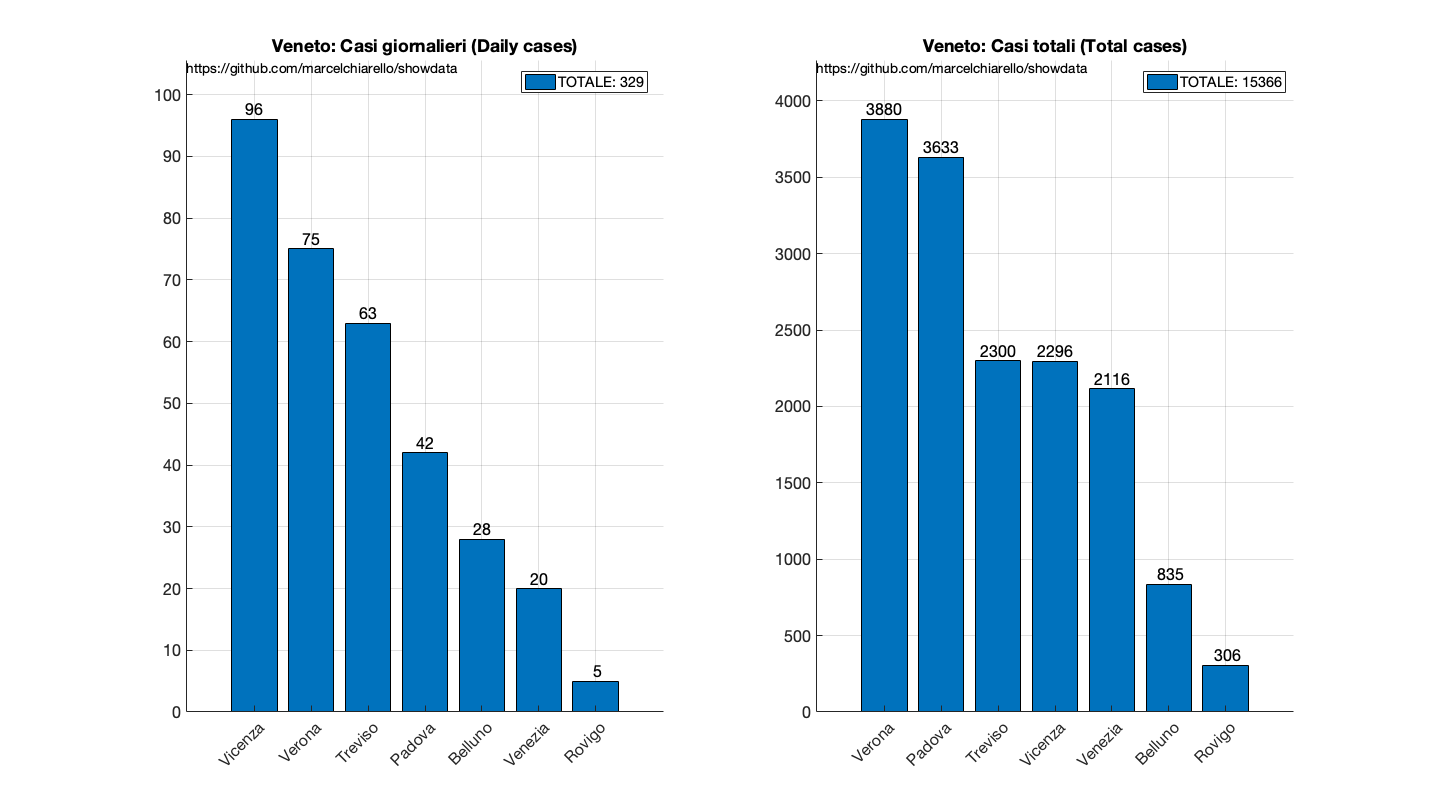 Veneto: Casi giornalieri (Daily cases)
https://github.com/marcelchiarello/showdata
TOTALE: 329
100
90
80
70
60
50
40
30
20
10
0
96
75
63
42
28
20
5
Vicenza
Verona
Treviso
Padova
Belluno
Venezia
Rovigo
Veneto: Casi totali (Total cases)
https://github.com/marcelchiarello/showdata
TOTALE: 15366
4000
3500
3000
2500
2000
1500
1000
500
0
3880
3633
2300
2296
2116
835
306
Verona
Padova
Treviso
Vicenza
Venezia
Belluno
Rovigo